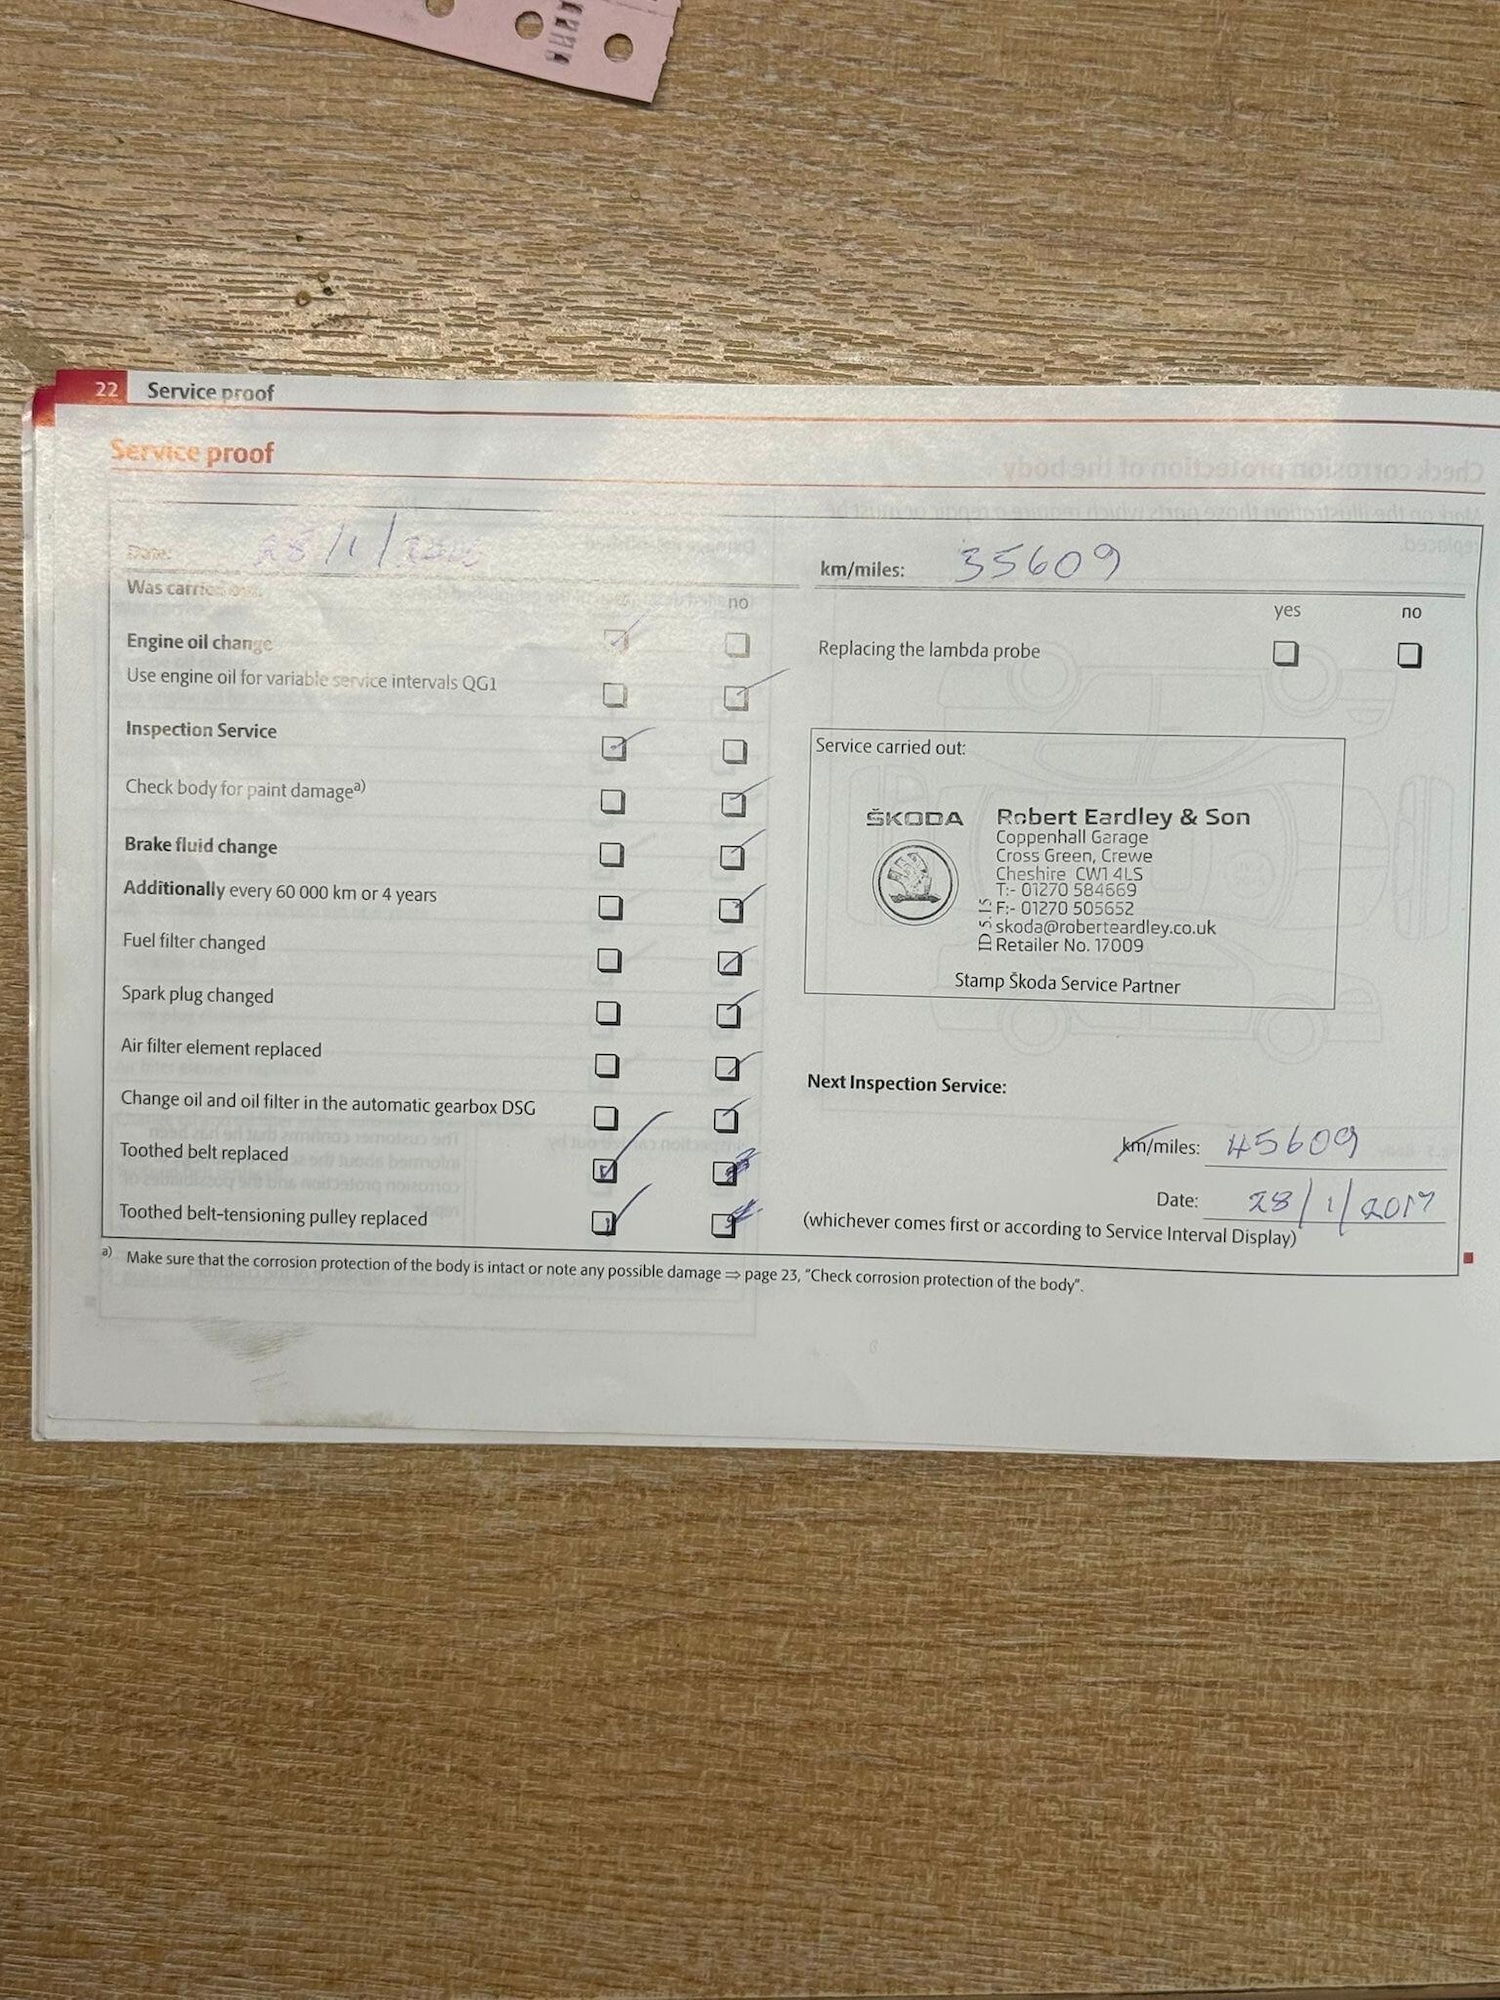 22 Service proof
Service proof
Date: 28/1/
km/miles: 35609
Was carried out:
no
yes no
Engine oil change
Replacing the lambda probe
Use engine oil for variable service intervals QG1
Inspection Service
Service carried out:
Check body for paint damage a)
ŠKODA Robert Eardley & Son
Coppenhall Garage
Cross Green, Crewe
Cheshire CW1 4LS
T:- 01270 584669
F:- 01270 505652
skoda@roberteardley.co.uk
Retailer No. 17009
ID 5.15
Stamp Škoda Service Partner
Brake fluid change
Additionally every 60 000 km or 4 years
Fuel filter changed
Spark plug changed
Air filter element replaced
Change oil and oil filter in the automatic gearbox DSG
Toothed belt replaced
Toothed belt-tensioning pulley replaced
Next Inspection Service:
km/miles: 45609
Date: 28/1/2017
(whichever comes first or according to Service Interval Display)
a) Make sure that the corrosion protection of the body is intact or note any possible damage ⇒ page 23, "Check corrosion protection of the body".